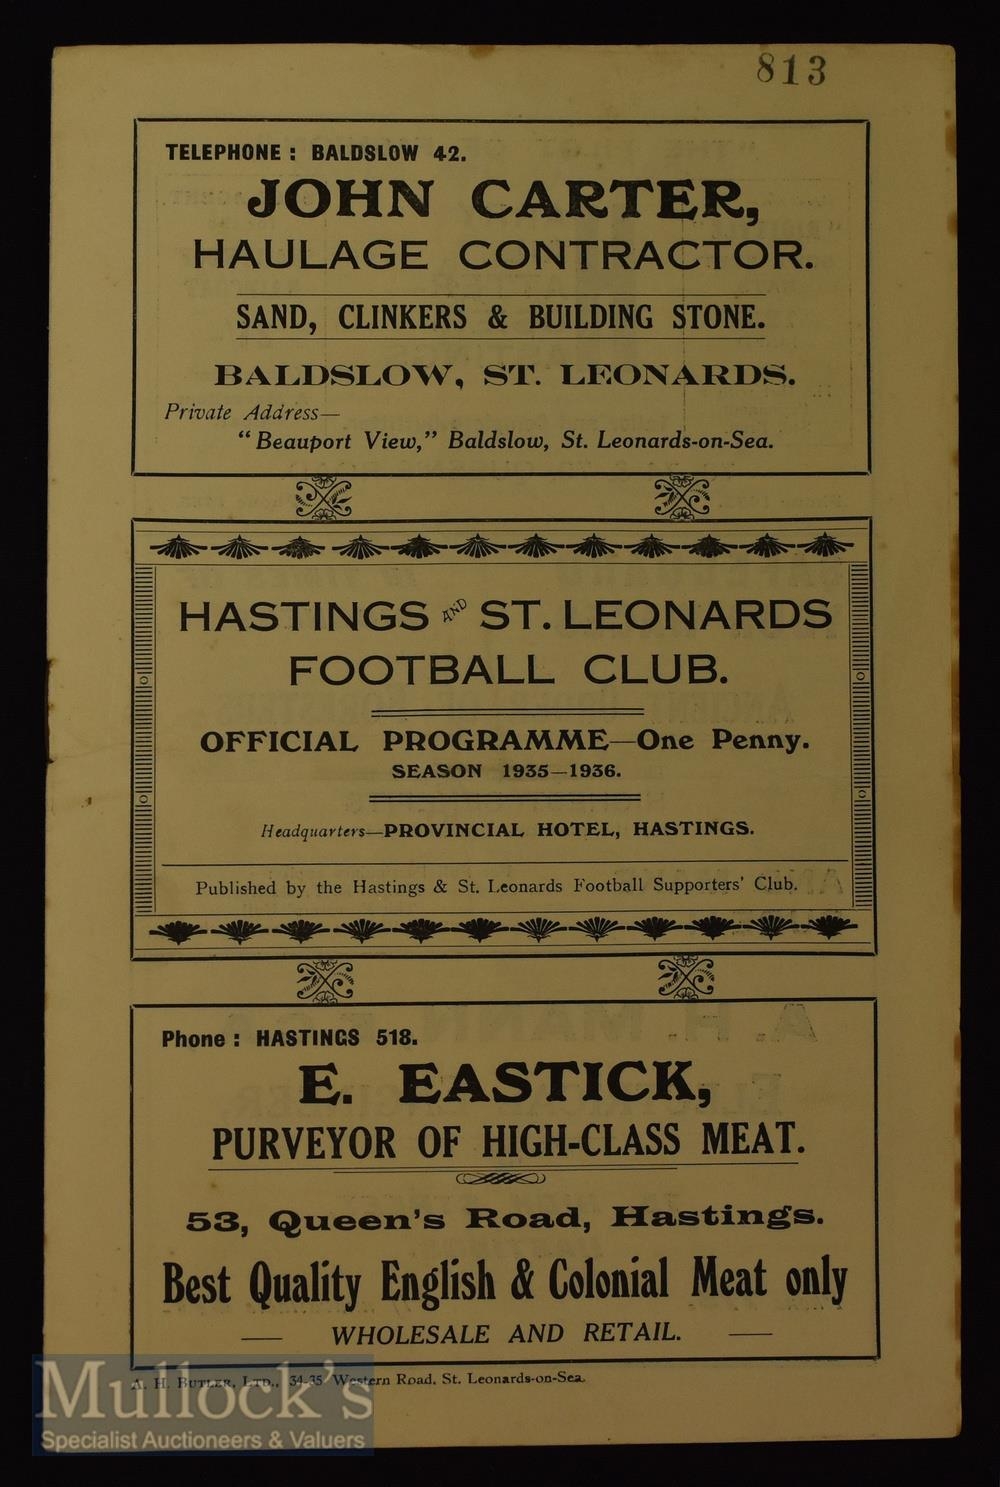 813
TELEPHONE : BALDSLOW 42.
JOHN CARTER,
HAULAGE CONTRACTOR.
SAND, CLINKERS & BUILDING STONE.
BALDSLOW, ST. LEONARDS.
Private Address—
"Beauport View," Baldslow, St. Leonards-on-Sea.
HASTINGS AND ST. LEONARDS
FOOTBALL CLUB.
OFFICIAL PROGRAMME—One Penny.
SEASON 1935—1936.
Headquarters—PROVINCIAL HOTEL, HASTINGS.
Published by the Hastings & St. Leonards Football Supporters' Club.
Phone : HASTINGS 518.
E. EASTICK,
PURVEYOR OF HIGH-CLASS MEAT.
53, Queen's Road, Hastings.
Best Quality English & Colonial Meat only
— WHOLESALE AND RETAIL. —
A. H. BUTLER, LTD., 34-35 Western Road, St. Leonards-on-Sea.
Mullock's
Specialist Auctioneers & Valuers